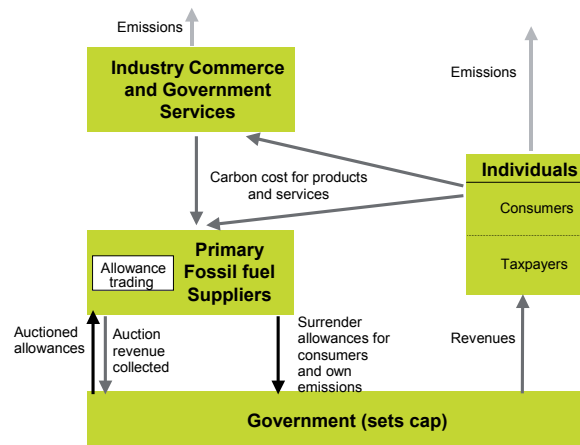 Emissions
Industry Commerce
and Government
Services
Emissions
Carbon cost for products
and services
Individuals
Consumers
Taxpayers
Primary
Fossil fuel
Suppliers
Allowance
trading
Auctioned
allowances
Auction
revenue
collected
Surrender
allowances for
consumers
and own
emissions
Revenues
Government (sets cap)